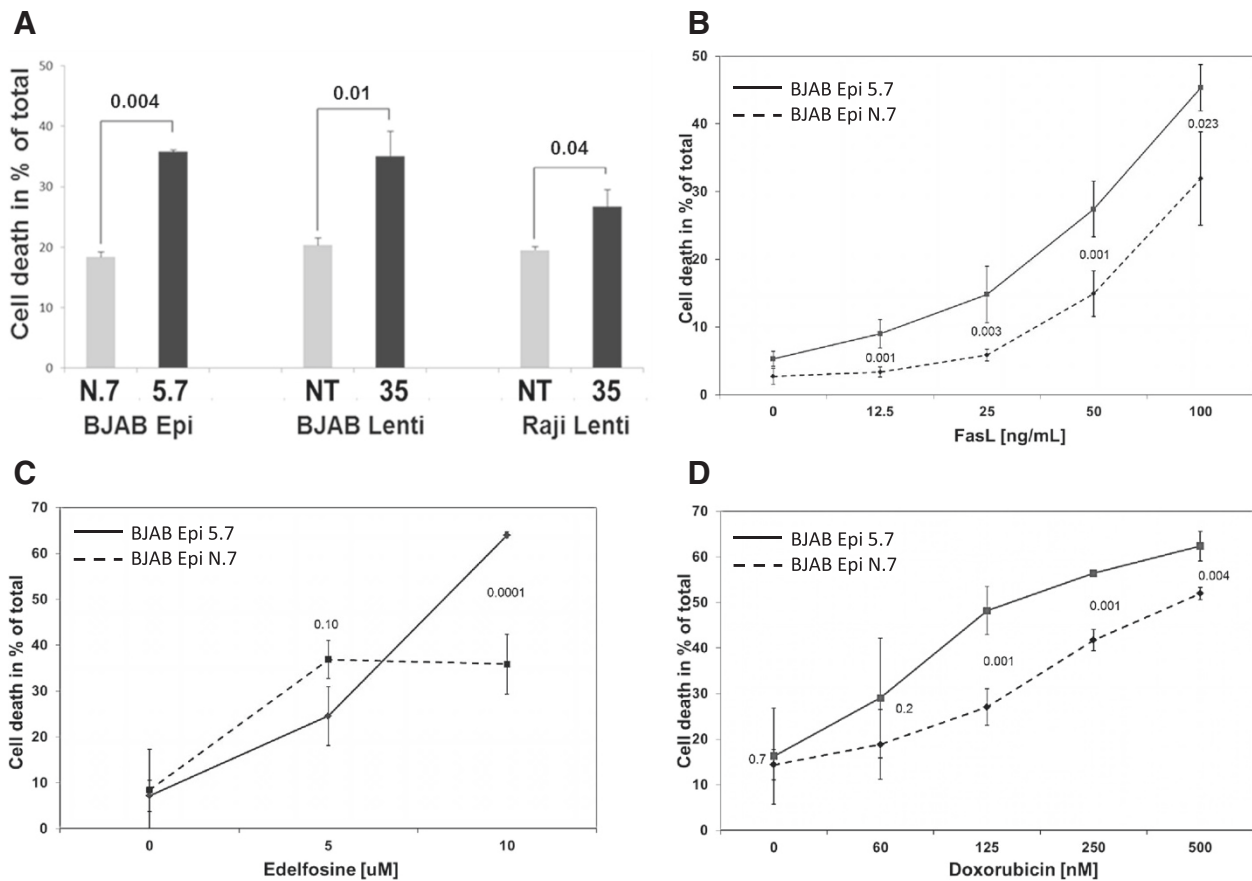 A
Cell death in % of total
50
40
30
20
10
0
0.004
0.01
0.04
N.7 5.7 NT 35 NT 35
BJAB Epi BJAB Lenti Raji Lenti
B
Cell death in % of total
50
40
30
20
10
0
BJAB Epi 5.7
BJAB Epi N.7
0.001
0.003
0.001
0.023
0 12.5 25 50 100
FasL [ng/mL]
C
Cell death in % of total
70
60
50
40
30
20
10
0
BJAB Epi 5.7
BJAB Epi N.7
0.10
0.0001
0 5 10
Edelfosine [uM]
D
Cell death in % of total
70
60
50
40
30
20
10
0
BJAB Epi 5.7
BJAB Epi N.7
0.7
0.2
0.001
0.001
0.004
0 60 125 250 500
Doxorubicin [nM]